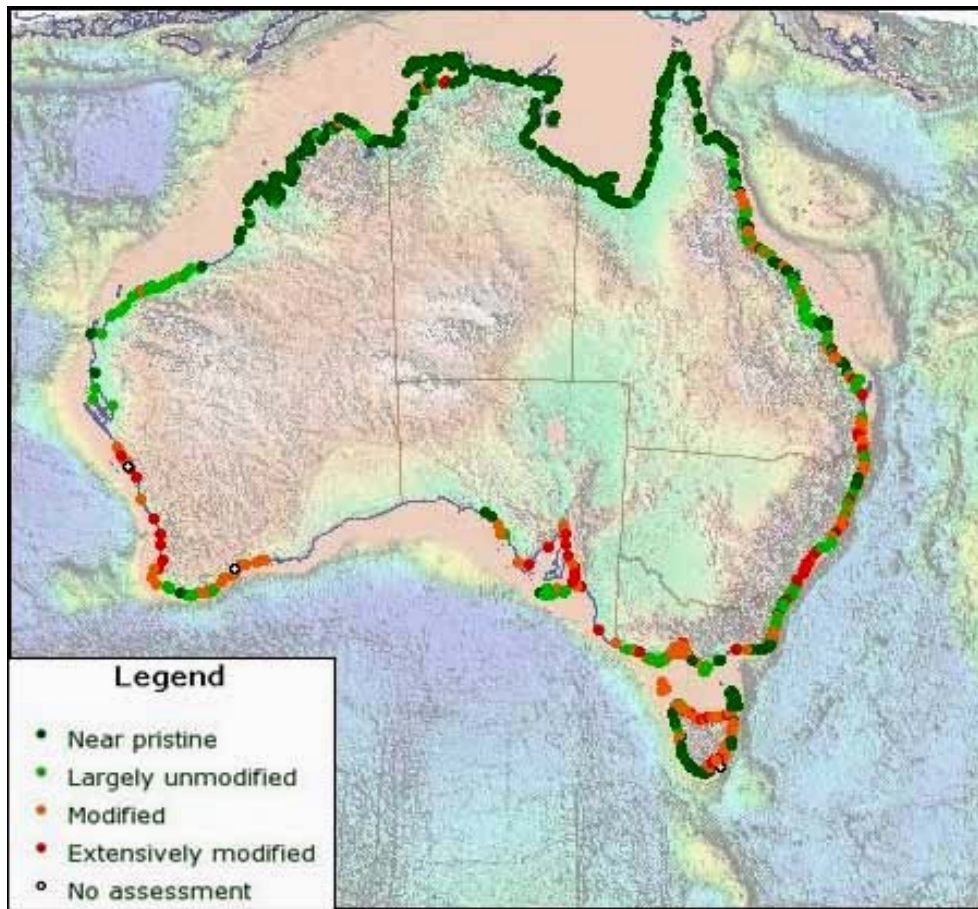 Legend
Near pristine
Largely unmodified
Modified
Extensively modified
No assessment